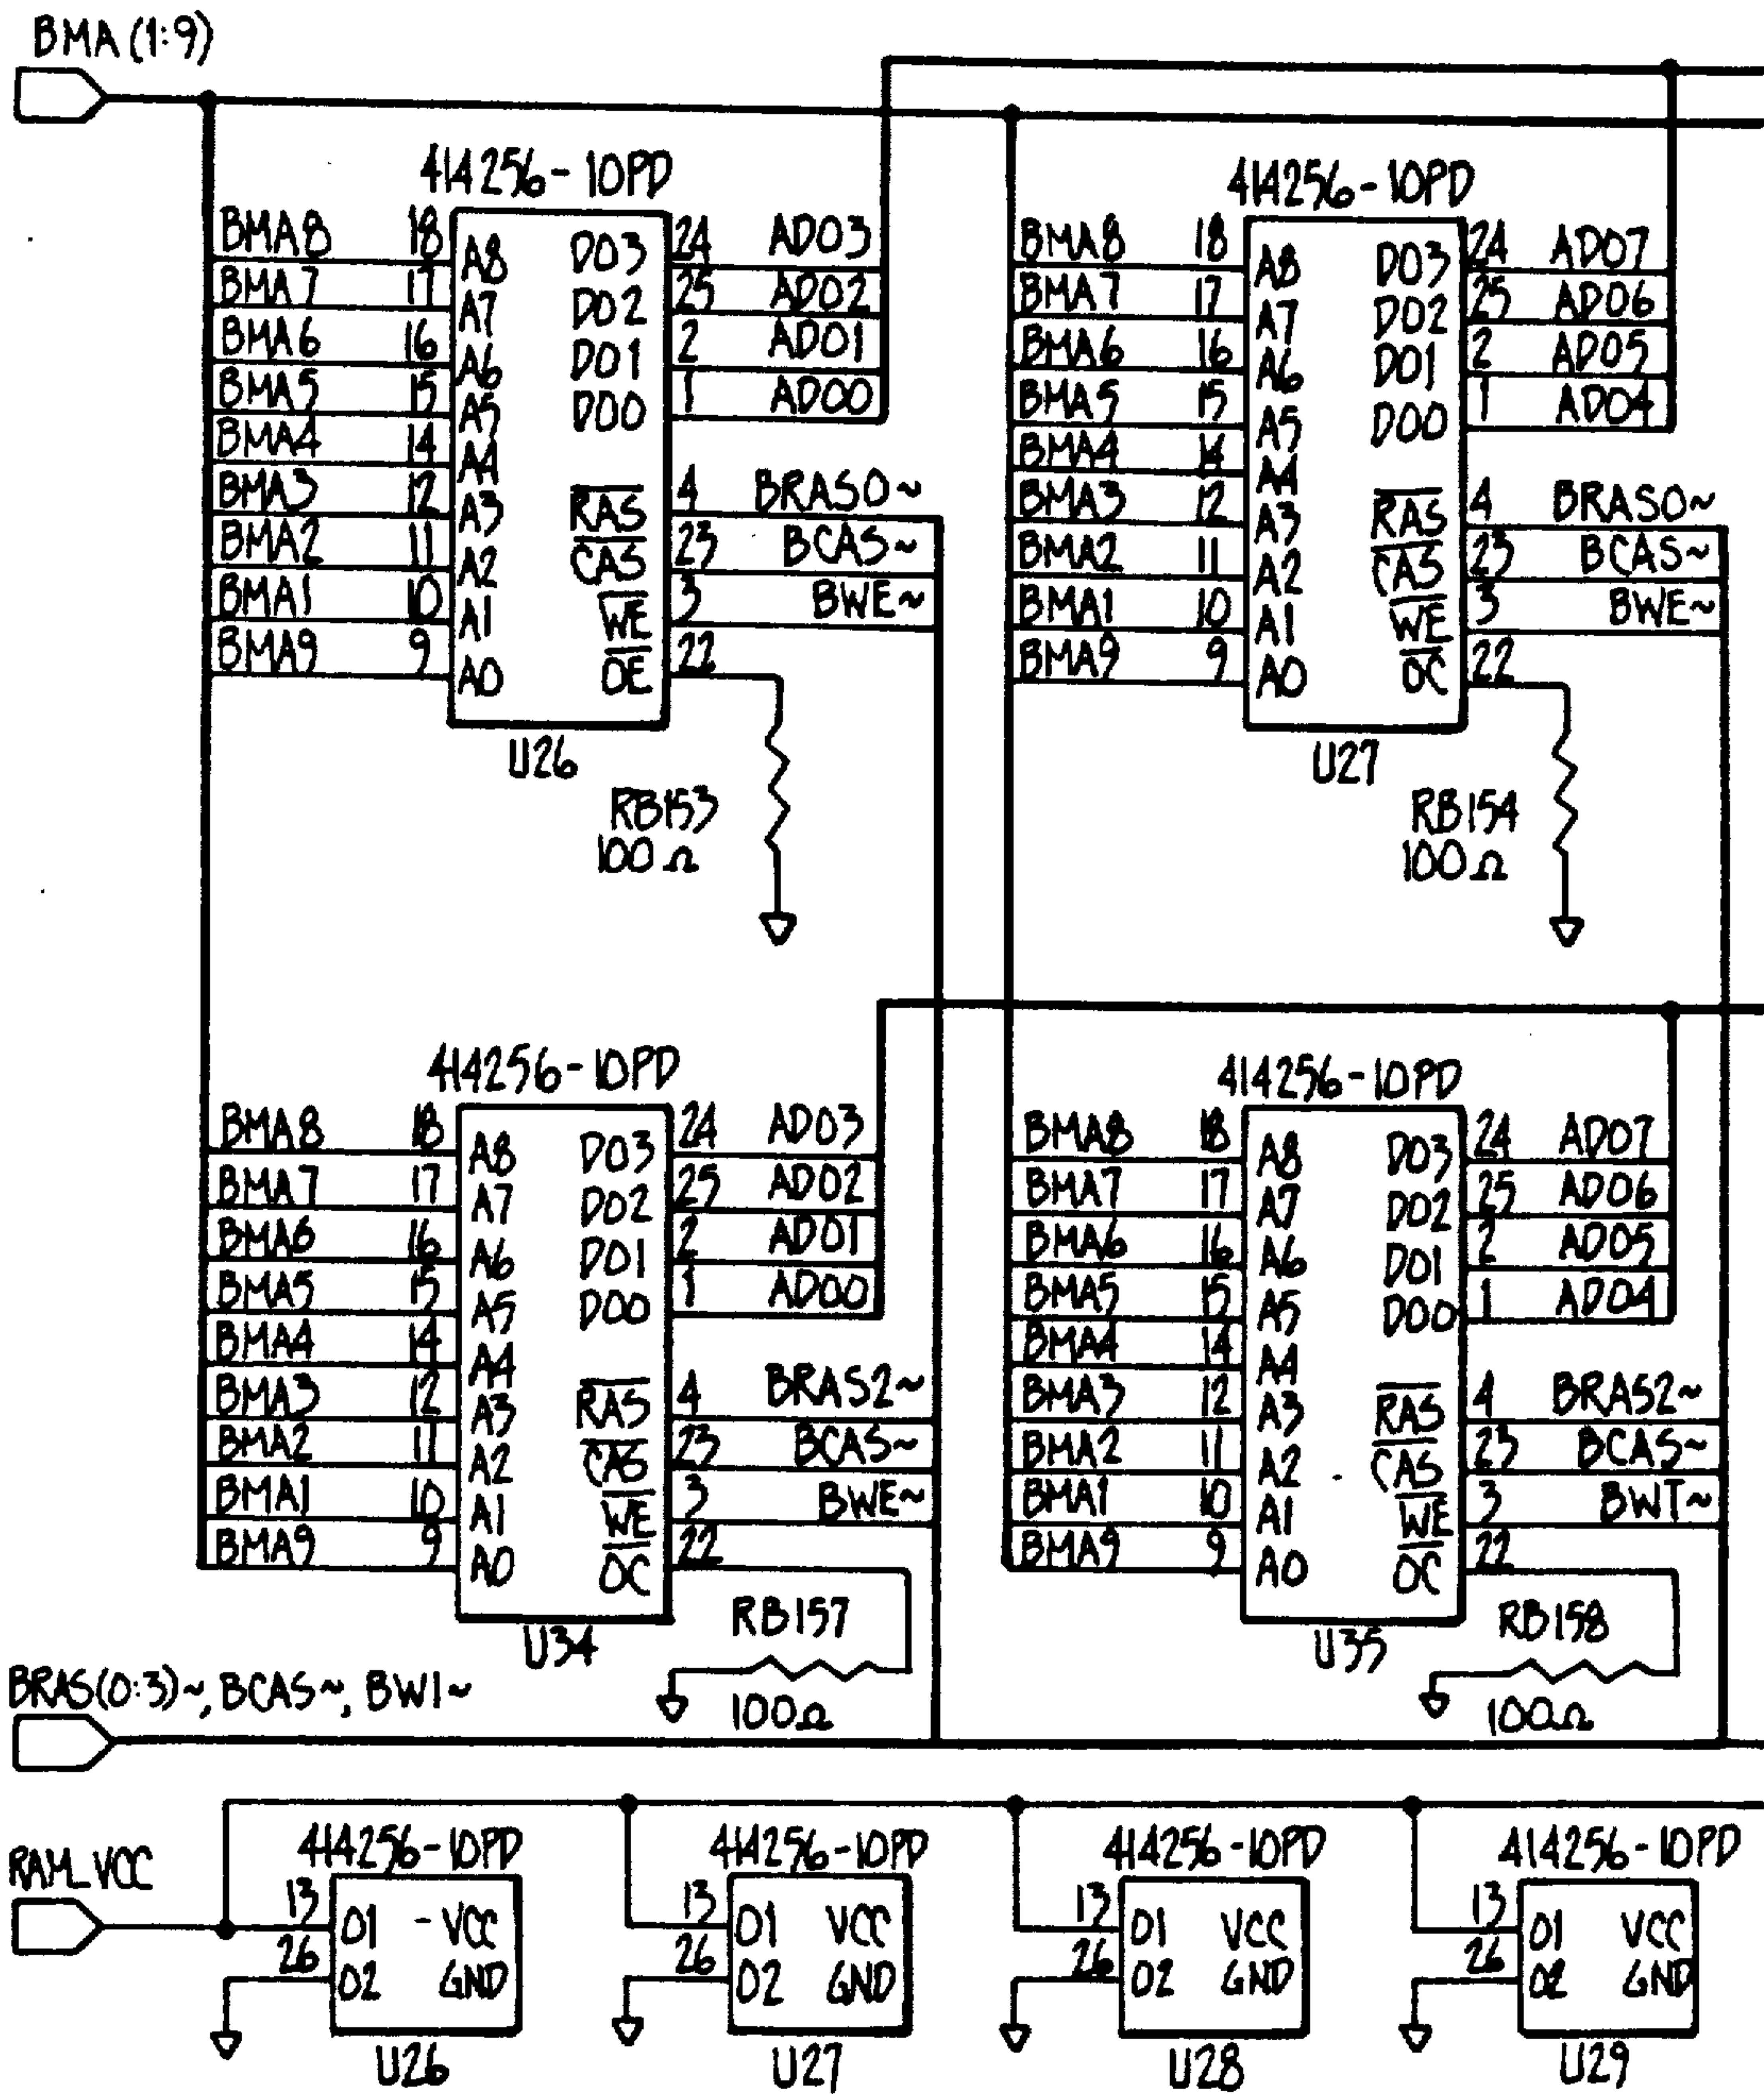 BMA (1:9)
414256-10PD
BMA8 18 A8 DO3 24 AD03
BMA7 17 A7 DO2 25 AD02
BMA6 16 A6 DO1 2 AD01
BMA5 15 A5 DO0 1 AD00
BMA4 14 A4
BMA3 12 A3 RAS 4 BRAS0~
BMA2 11 A2 CAS 23 BCAS~
BMA1 10 A1 WE 3 BWE~
BMA9 9 A0 OE 22
U26
RB153
100Ω
414256-10PD
BMA8 18 A8 DO3 24 AD07
BMA7 17 A7 DO2 25 AD06
BMA6 16 A6 DO1 2 AD05
BMA5 15 A5 DO0 1 AD04
BMA4 14 A4
BMA3 12 A3 RAS 4 BRAS0~
BMA2 11 A2 CAS 23 BCAS~
BMA1 10 A1 WE 3 BWE~
BMA9 9 A0 OC 22
U27
RB154
100Ω
414256-10PD
BMA8 18 A8 DO3 24 AD03
BMA7 17 A7 DO2 25 AD02
BMA6 16 A6 DO1 2 AD01
BMA5 15 A5 DO0 1 AD00
BMA4 14 A4
BMA3 12 A3 RAS 4 BRAS2~
BMA2 11 A2 CAS 23 BCAS~
BMA1 10 A1 WE 3 BWE~
BMA9 9 A0 OC 22
U34
RB157
100Ω
414256-10PD
BMA8 18 A8 DO3 24 AD07
BMA7 17 A7 DO2 25 AD06
BMA6 16 A6 DO1 2 AD05
BMA5 15 A5 DO0 1 AD04
BMA4 14 A4
BMA3 12 A3 RAS 4 BRAS2~
BMA2 11 A2 CAS 23 BCAS~
BMA1 10 A1 WE 3 BWT~
BMA9 9 A0 OC 22
U35
RB158
100Ω
BRAS(0:3)~, BCAS~, BWI~
RAM_VCC
414256-10PD
13 01 -VCC
26 02 GND
U26
414256-10PD
13 01 VCC
26 02 GND
U27
414256-10PD
13 01 VCC
26 02 GND
U28
414256-10PD
13 01 VCC
26 02 GND
U29